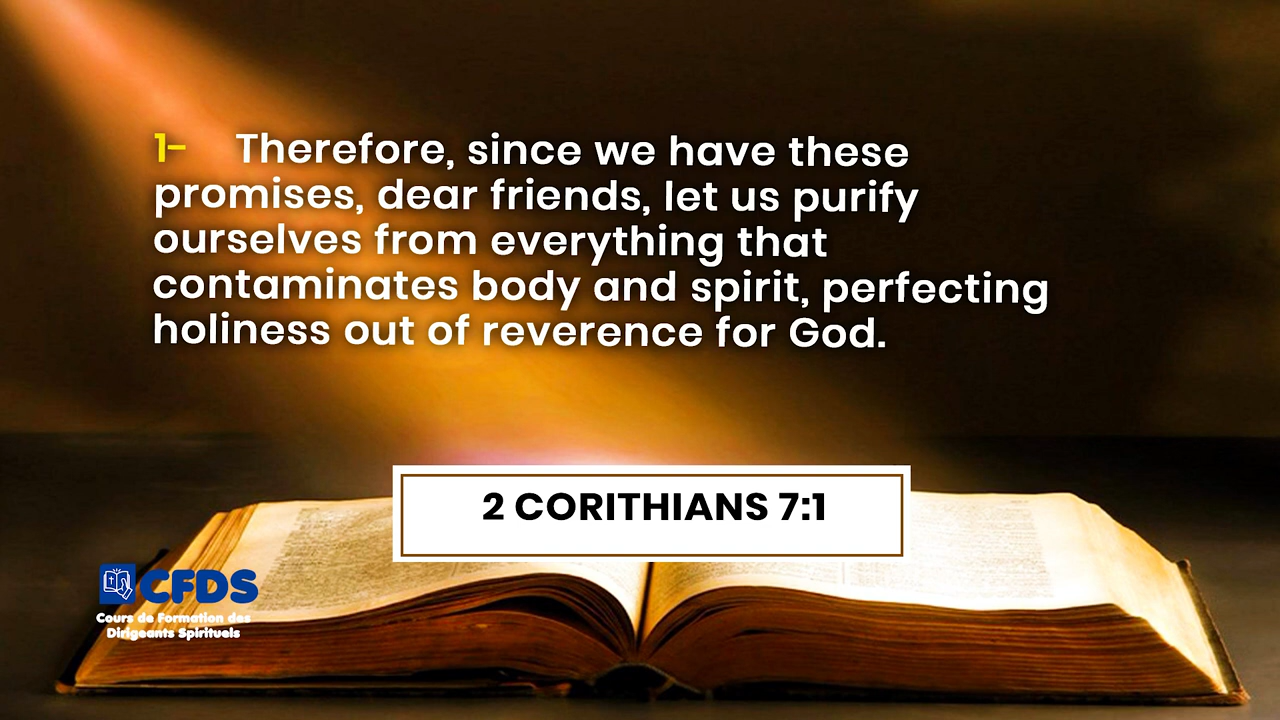 1- Therefore, since we have these
promises, dear friends, let us purify
ourselves from everything that
contaminates body and spirit, perfecting
holiness out of reverence for God.
2 CORITHIANS 7:1
CFDS
Cours de Formation des
Dirigeants Spirituels